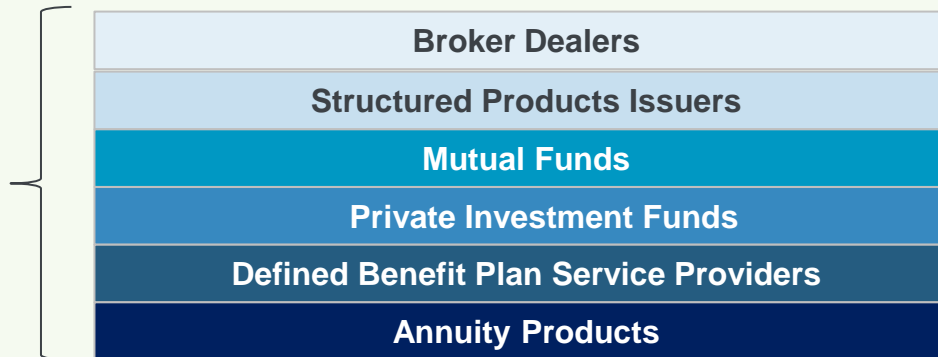 Broker Dealers
Structured Products Issuers
Mutual Funds
Private Investment Funds
Defined Benefit Plan Service Providers
Annuity Products